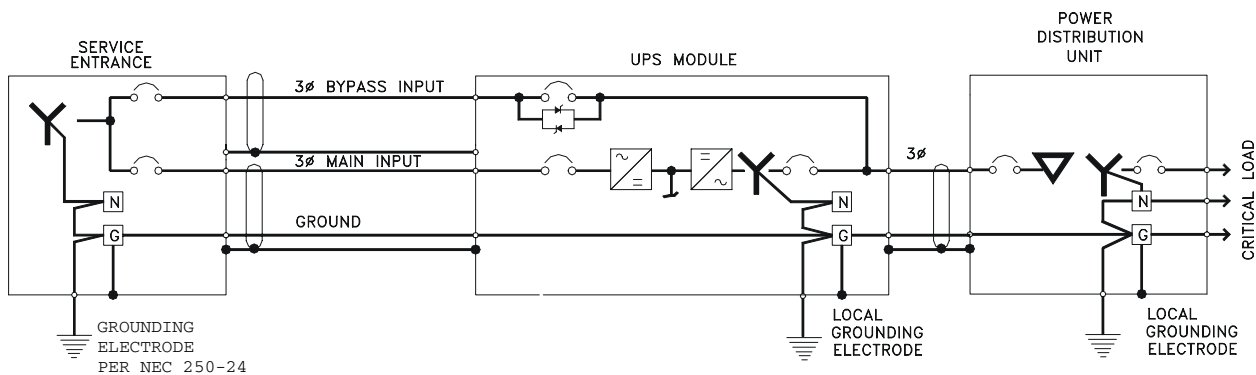 SERVICE
ENTRANCE
3ø BYPASS INPUT
3ø MAIN INPUT
GROUND
N
G
GROUNDING
ELECTRODE
PER NEC 250-24
UPS MODULE
N
G
LOCAL
GROUNDING
ELECTRODE
3ø
POWER
DISTRIBUTION
UNIT
N
G
LOCAL
GROUNDING
ELECTRODE
CRITICAL LOAD